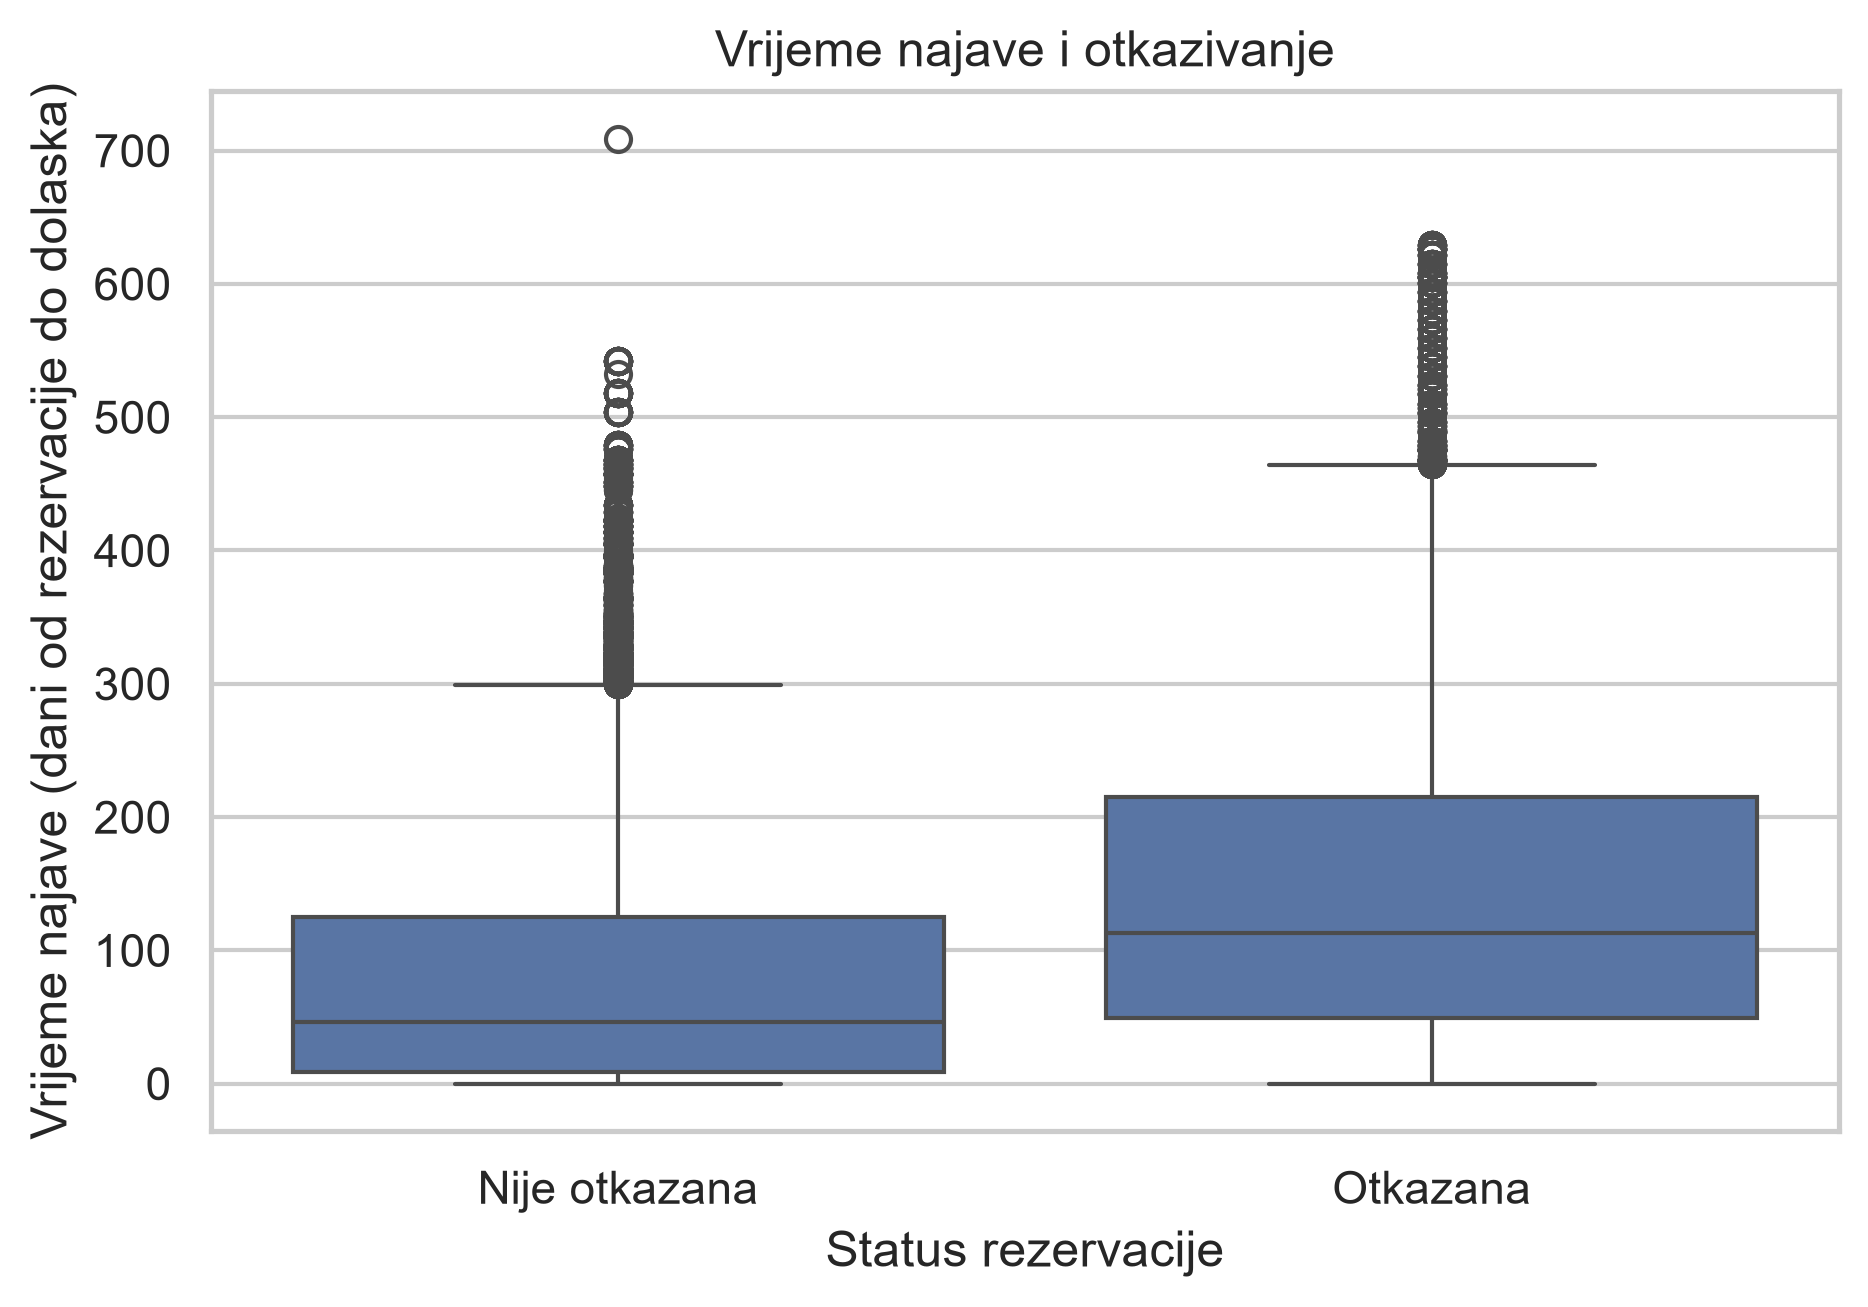 Vrijeme najave i otkazivanje
Vrijeme najave (dani od rezervacije do dolaska)
700
600
500
400
300
200
100
0
Nije otkazana
Otkazana
Status rezervacije